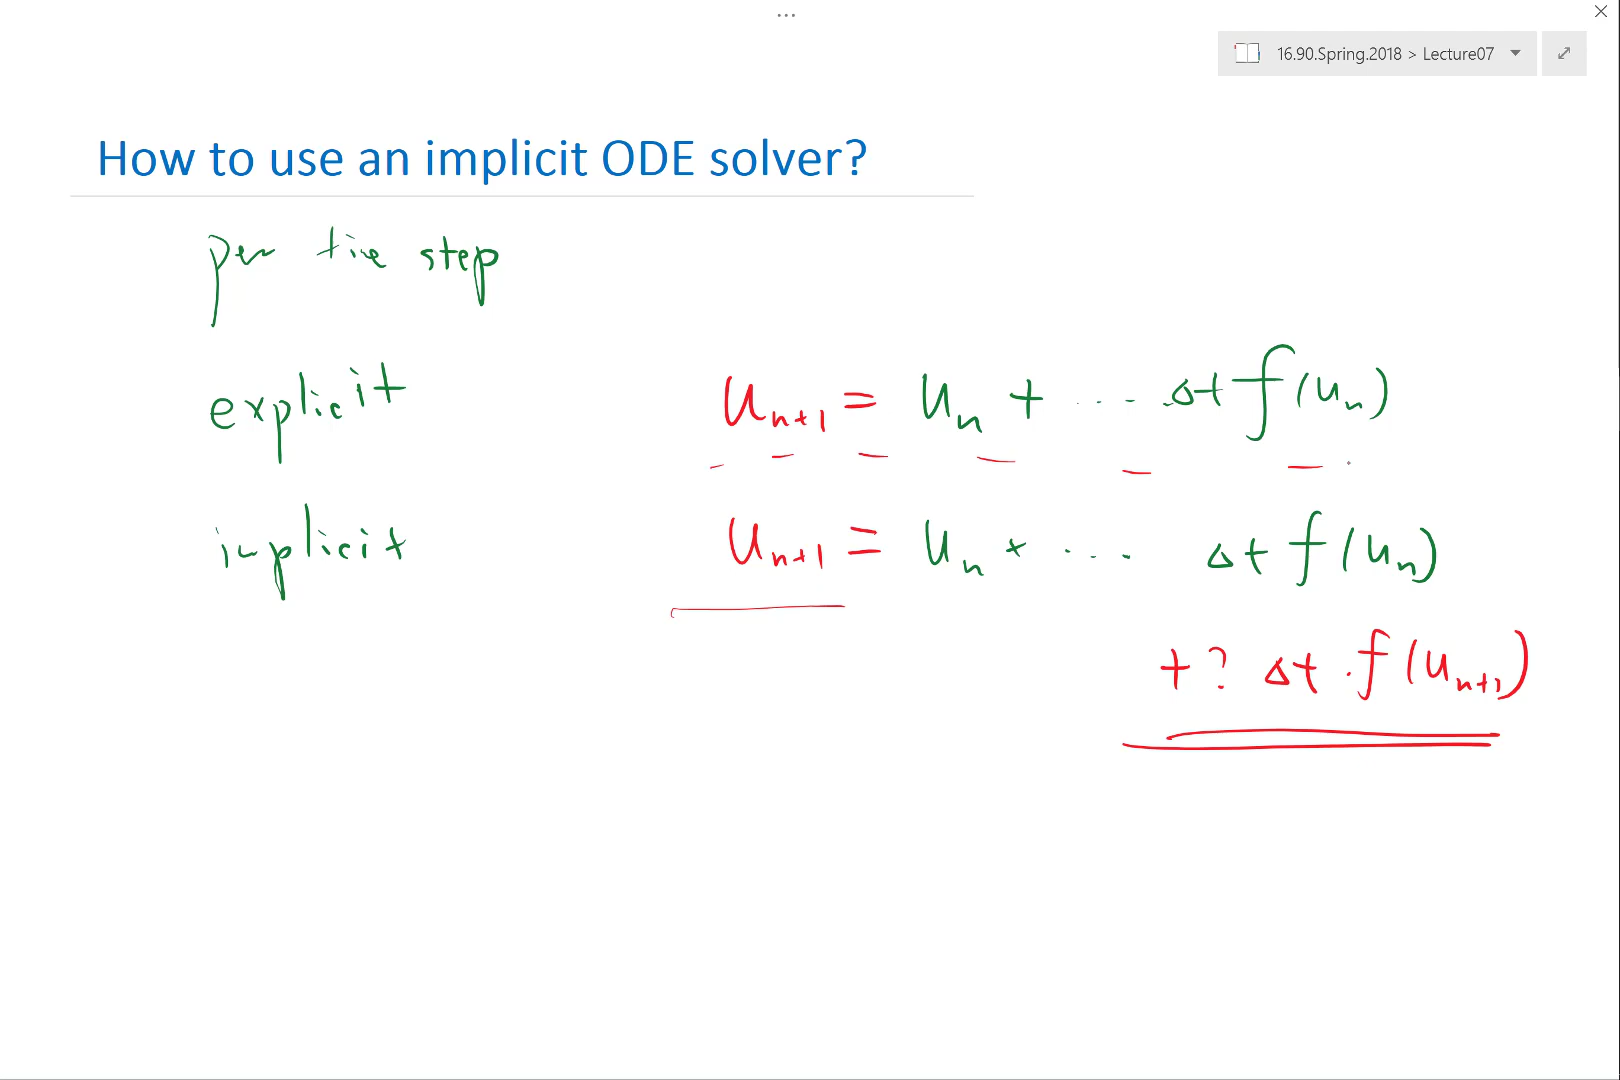 ...
16.90.Spring.2018 > Lecture07
How to use an implicit ODE solver?
per time step
explicit u_{n+1} = u_n + .... Δt f(u_n)
implicit u_{n+1} = u_n + .... Δt f(u_n)
+ ? Δt · f(u_{n+1})